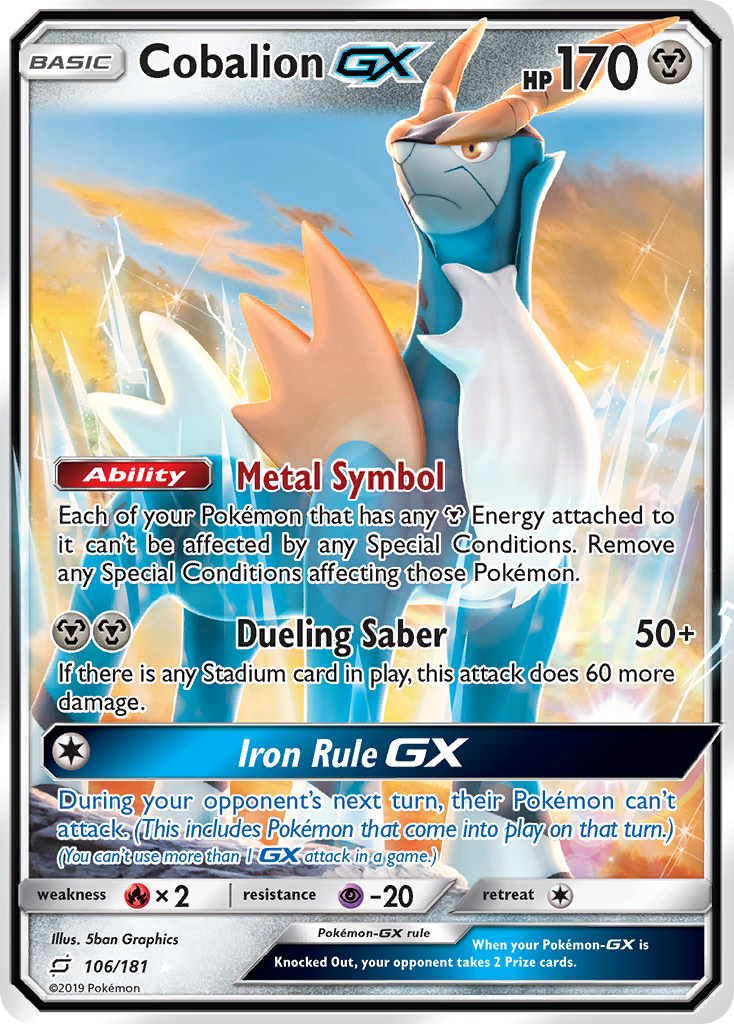 BASIC Cobalion GX HP 170
Ability Metal Symbol
Each of your Pokémon that has any Energy attached to
it can't be affected by any Special Conditions. Remove
any Special Conditions affecting those Pokémon.
Dueling Saber 50+
If there is any Stadium card in play, this attack does 60 more
damage.
Iron Rule GX
During your opponent's next turn, their Pokémon can't
attack. (This includes Pokémon that come into play on that turn.)
(You can't use more than 1 GX attack in a game.)
weakness ×2 resistance -20 retreat
Illus. 5ban Graphics
106/181
©2019 Pokémon
Pokémon-GX rule
When your Pokémon-GX is
Knocked Out, your opponent takes 2 Prize cards.